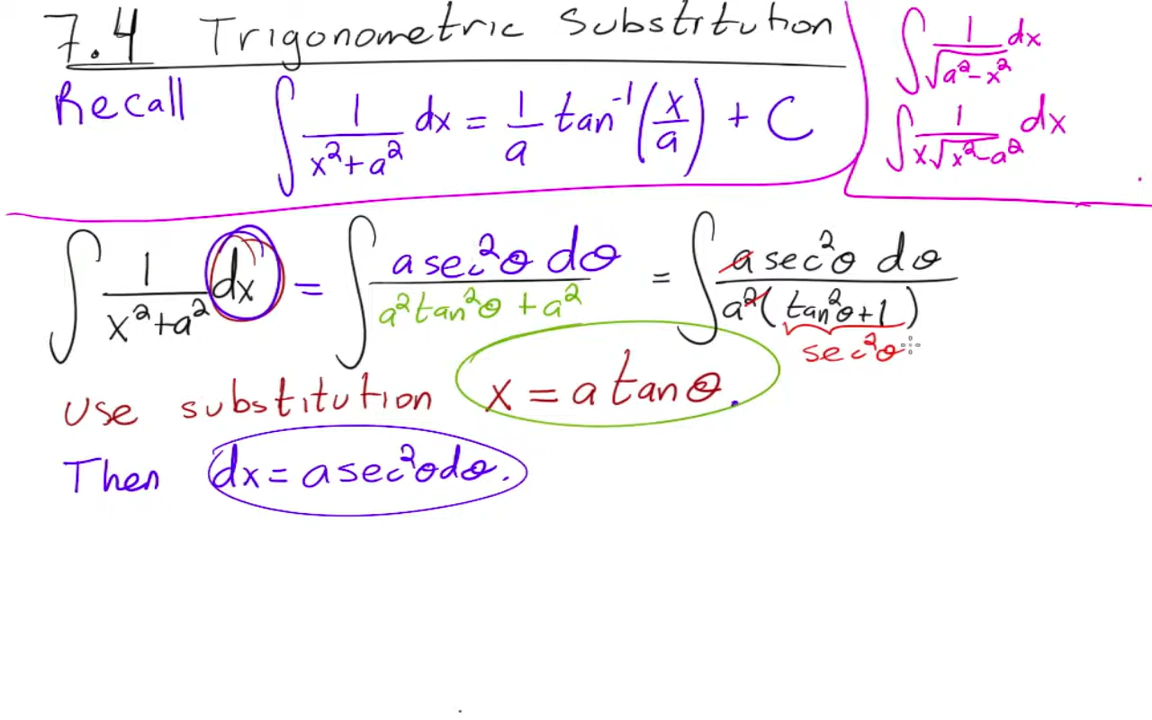 7.4 Trigonometric Substitution
Recall ∫ 1/(x²+a²) dx = 1/a tan⁻¹(x/a) + C
∫ 1/√(a²-x²) dx
∫ 1/(x√(x²-a²)) dx
∫ 1/(x²+a²) dx = ∫ a sec²θ dθ/(a²tan²θ + a²) = ∫ a sec²θ dθ/(a²(tan²θ+1))
sec²θ
Use substitution x = a tanθ.
Then dx = a sec²θdθ.